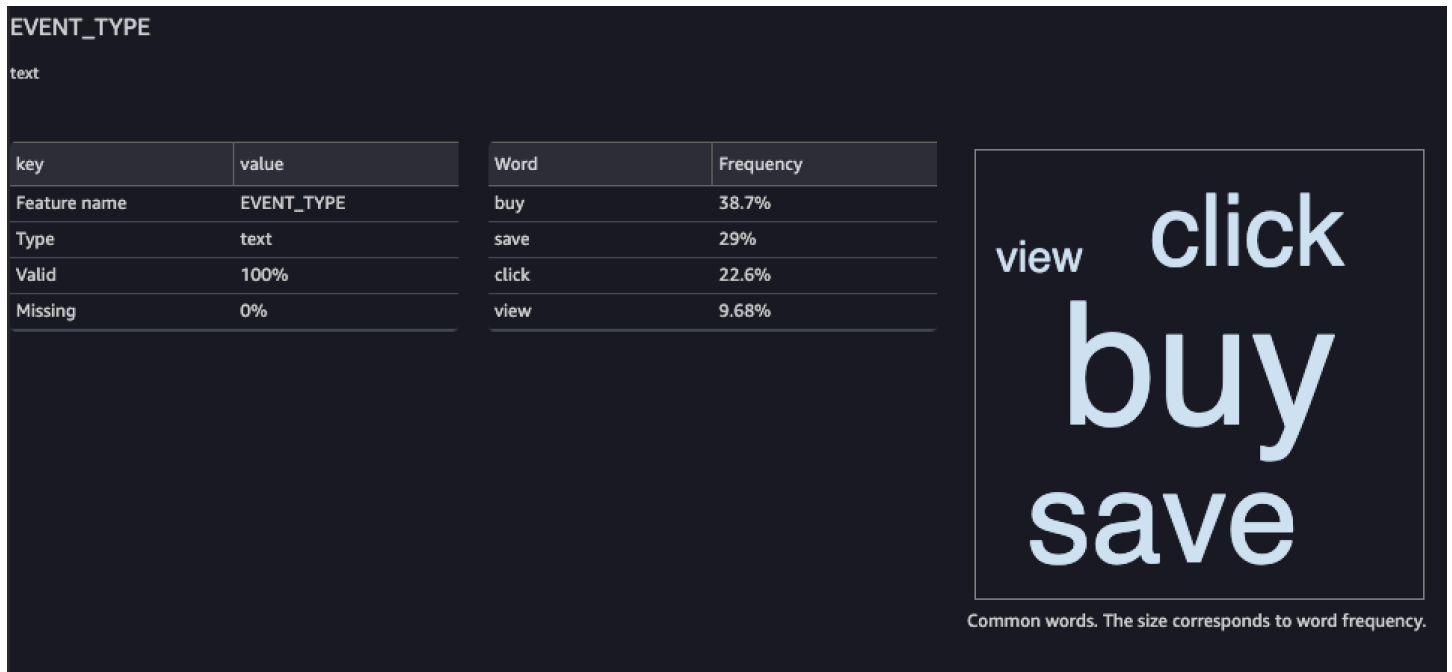 EVENT_TYPE
text
key value
Feature name EVENT_TYPE
Type text
Valid 100%
Missing 0%
Word Frequency
buy 38.7%
save 29%
click 22.6%
view 9.68%
click
view
buy
save
Common words. The size corresponds to word frequency.